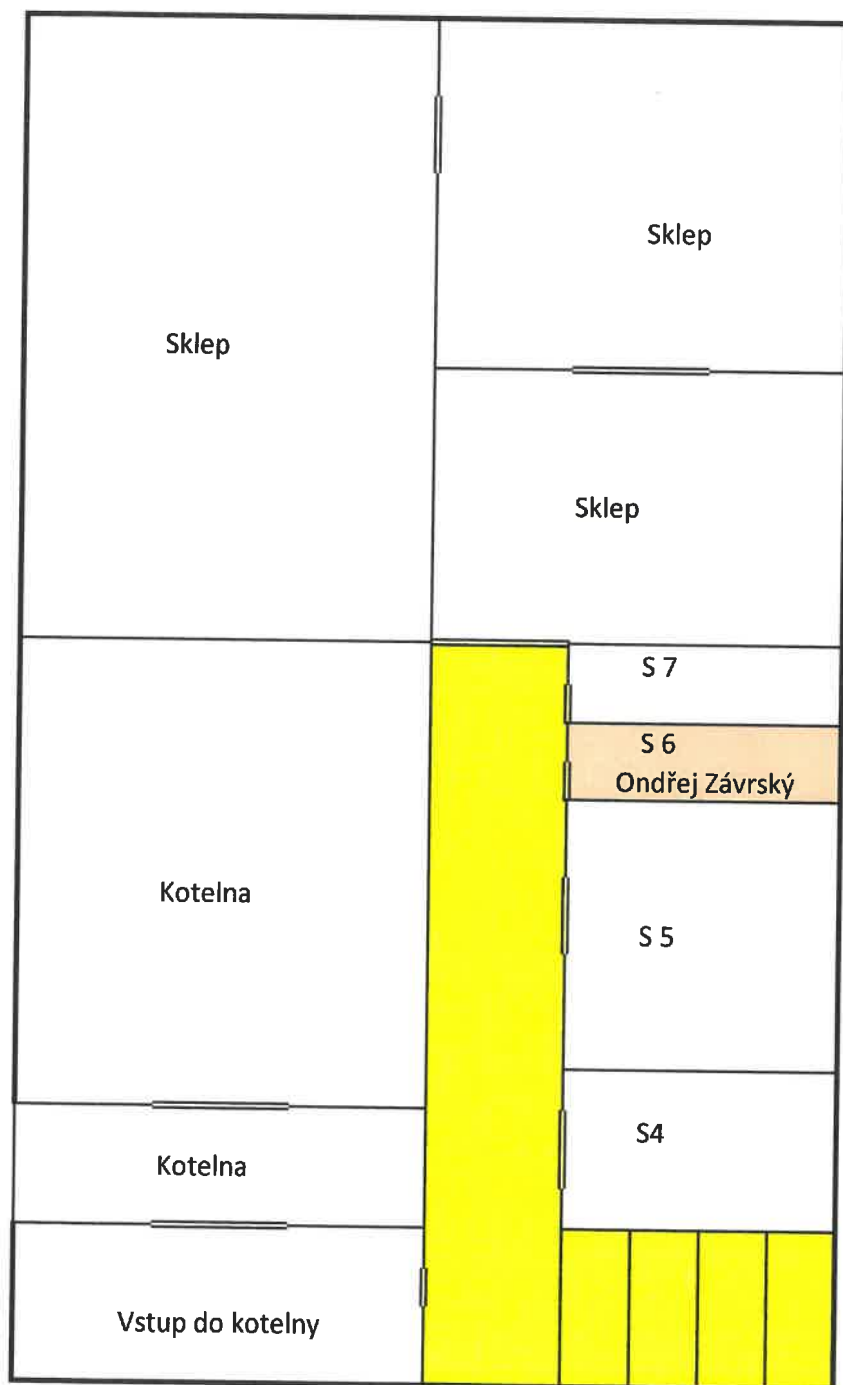 Sklep
Sklep
Sklep
S 7
S 6
Ondřej Závrský
Kotelna
S 5
S4
Kotelna
Vstup do kotelny